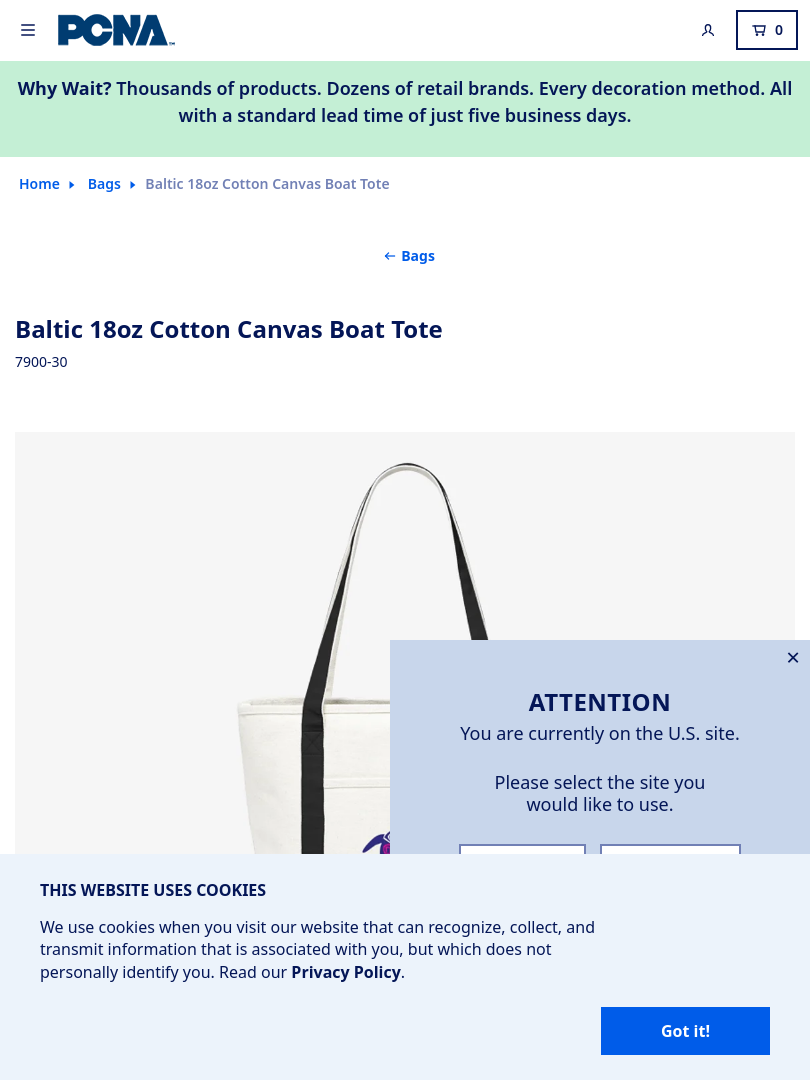 PCNA™
0
Why Wait? Thousands of products. Dozens of retail brands. Every decoration method. All
with a standard lead time of just five business days.
Home
Bags
Baltic 18oz Cotton Canvas Boat Tote
← Bags
Baltic 18oz Cotton Canvas Boat Tote
7900-30
ATTENTION
You are currently on the U.S. site.
Please select the site you
would like to use.
THIS WEBSITE USES COOKIES
We use cookies when you visit our website that can recognize, collect, and
transmit information that is associated with you, but which does not
personally identify you. Read our Privacy Policy.
Got it!